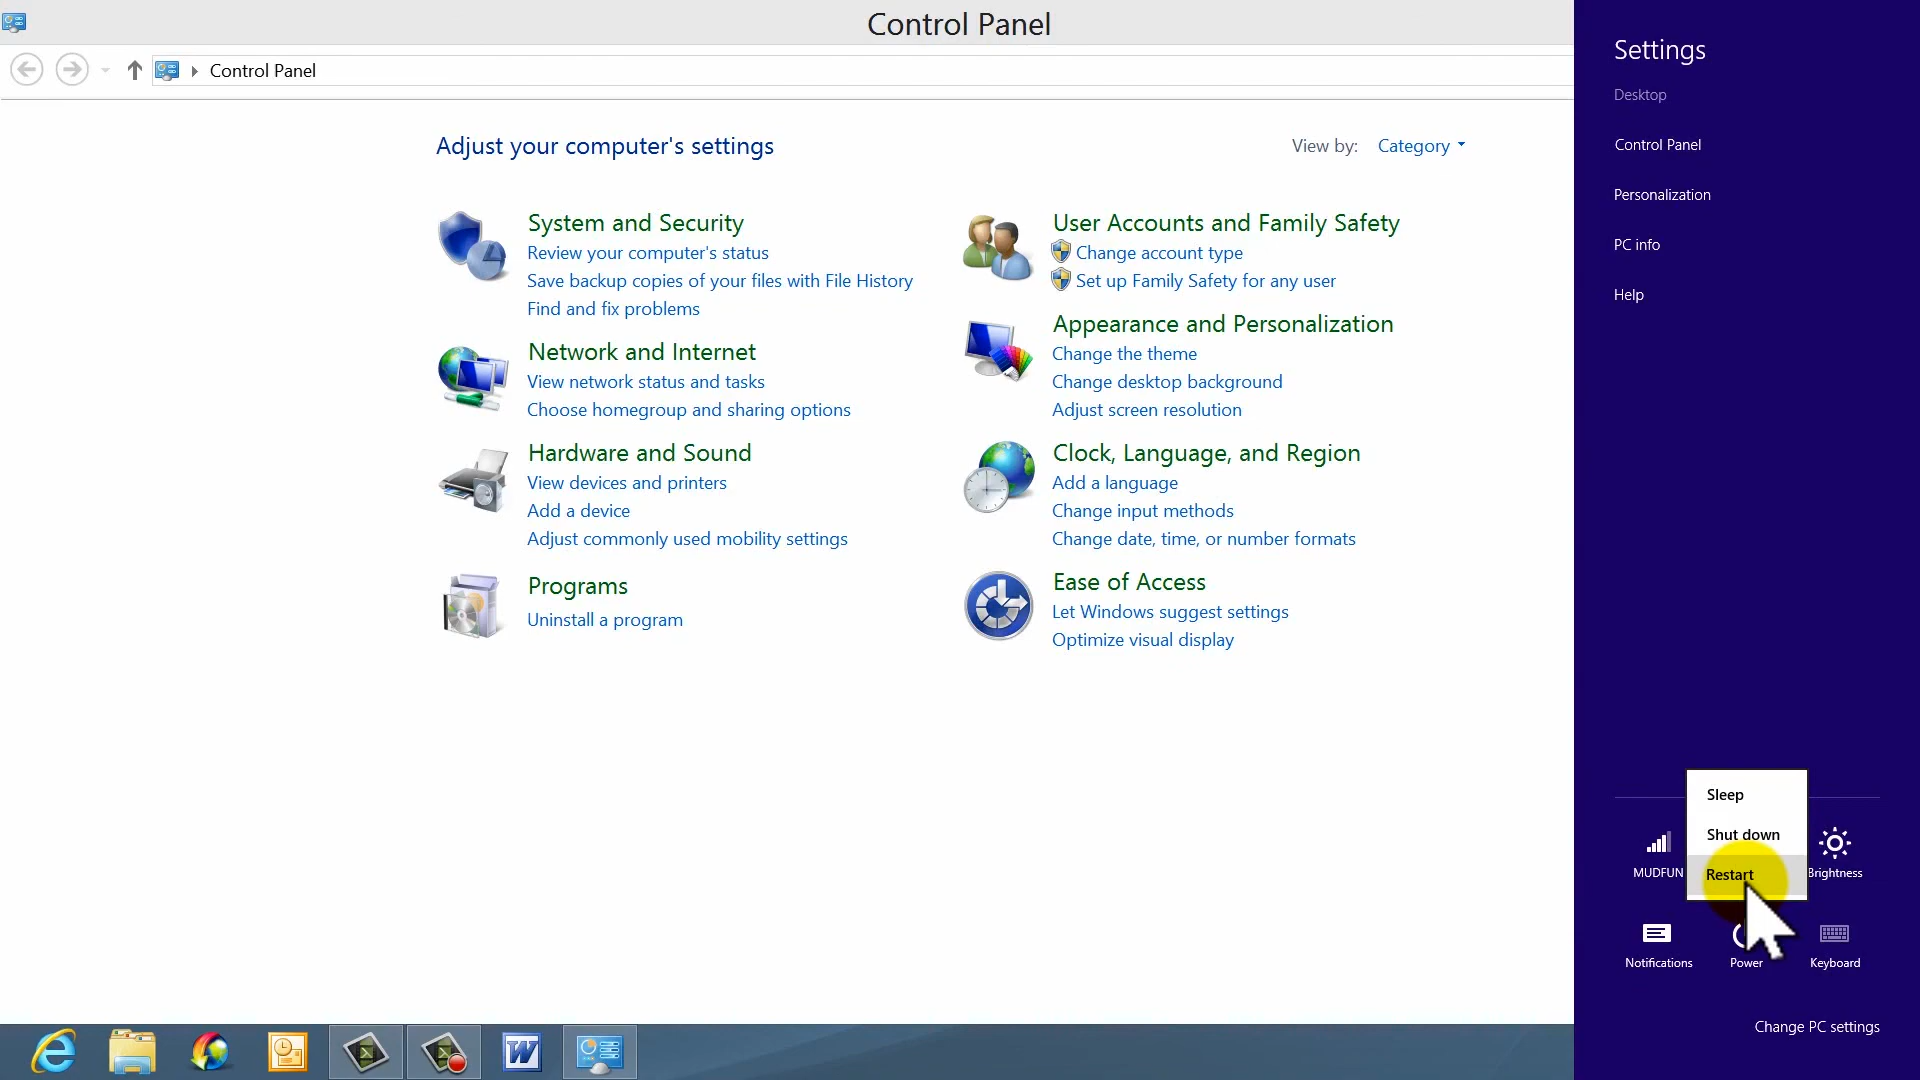 Control Panel
Control Panel
Adjust your computer's settings
View by: Category
System and Security
Review your computer's status
Save backup copies of your files with File History
Find and fix problems
Network and Internet
View network status and tasks
Choose homegroup and sharing options
Hardware and Sound
View devices and printers
Add a device
Adjust commonly used mobility settings
Programs
Uninstall a program
User Accounts and Family Safety
Change account type
Set up Family Safety for any user
Appearance and Personalization
Change the theme
Change desktop background
Adjust screen resolution
Clock, Language, and Region
Add a language
Change input methods
Change date, time, or number formats
Ease of Access
Let Windows suggest settings
Optimize visual display
Settings
Desktop
Control Panel
Personalization
PC info
Help
Sleep
Shut down
Restart
MUDFUN
Brightness
Notifications
Power
Keyboard
Change PC settings